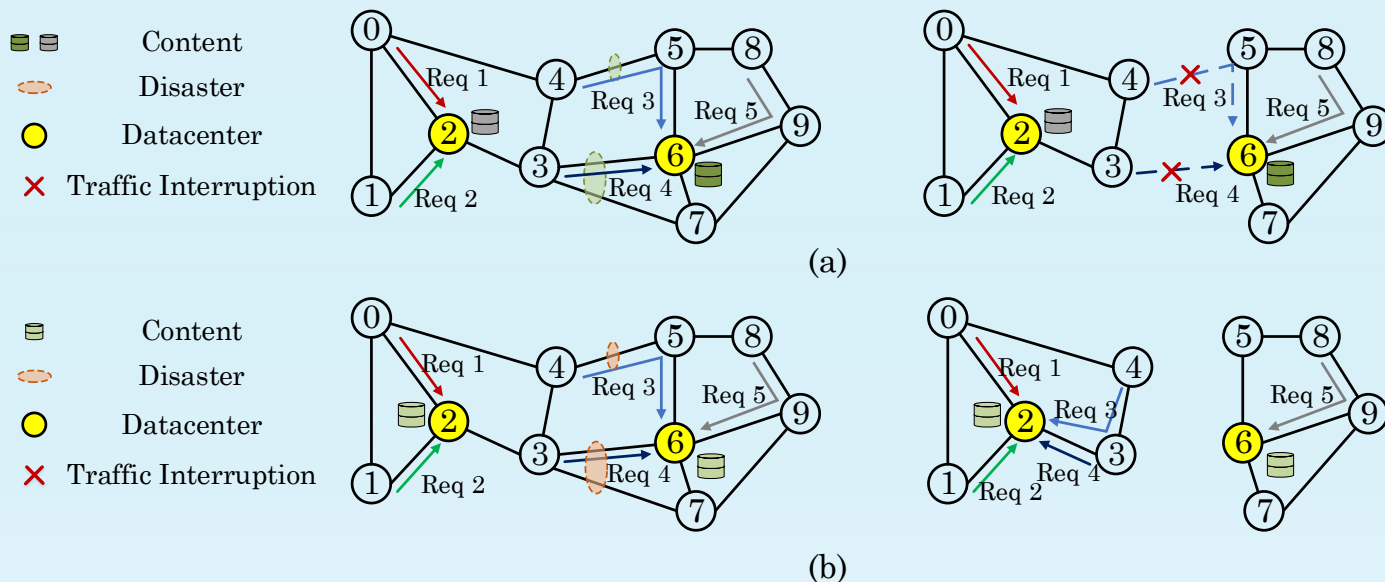 Content
Disaster
Datacenter
Traffic Interruption
0
1
2
3
4
5
6
7
8
9
Req 1
Req 2
Req 3
Req 4
Req 5
0
1
2
3
4
5
6
7
8
9
Req 1
Req 2
Req 3
Req 4
Req 5
(a)
Content
Disaster
Datacenter
Traffic Interruption
0
1
2
3
4
5
6
7
8
9
Req 1
Req 2
Req 3
Req 4
Req 5
0
1
2
3
4
5
6
7
8
9
Req 1
Req 2
Req 3
Req 4
Req 5
(b)